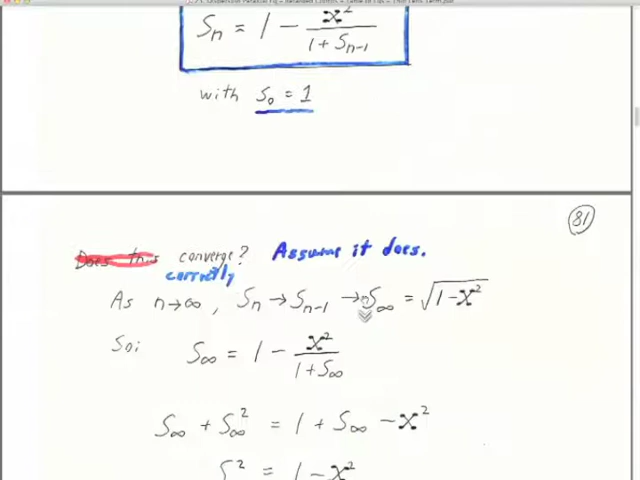 Sn = 1 - x² / (1 + Sn-1)
with S₀ = 1
81
Does this converge? Assume it does.
correctly
As n→∞, Sn → Sn-1 → S∞ = √(1-x²)
So:
S∞ = 1 - x² / (1 + S∞)
S∞ + S∞² = 1 + S∞ - x²
S² = 1 - x²